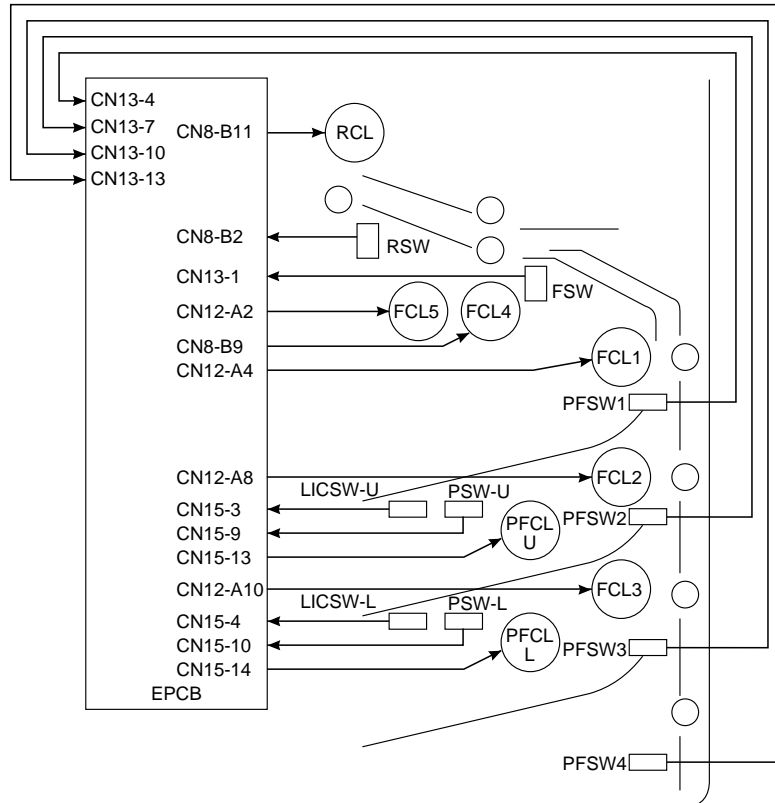 CN13-4
CN13-7
CN13-10
CN13-13
CN8-B11
RCL
CN8-B2
RSW
CN13-1
FSW
CN12-A2
FCL5
FCL4
CN8-B9
CN12-A4
FCL1
PFSW1
CN12-A8
FCL2
LICSW-U
PSW-U
CN15-3
CN15-9
PFCL
U
PFSW2
CN15-13
CN12-A10
FCL3
LICSW-L
PSW-L
CN15-4
CN15-10
PFCL
L
PFSW3
CN15-14
EPCB
PFSW4